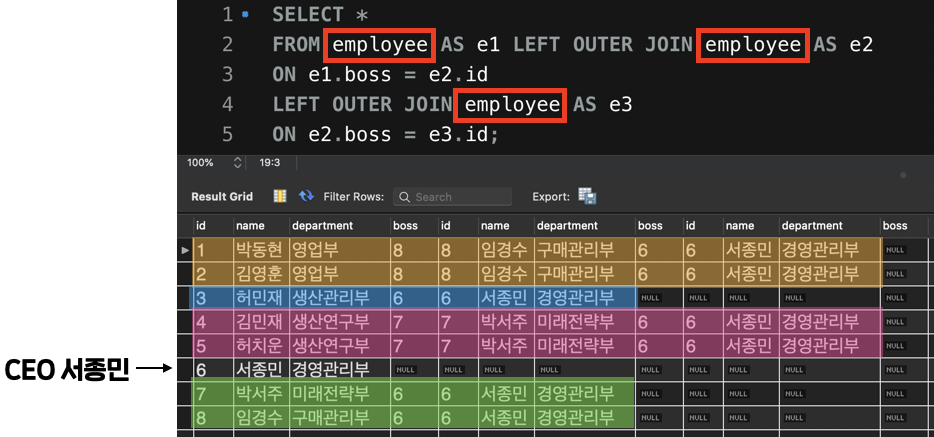 1 SELECT *
2 FROM employee AS e1 LEFT OUTER JOIN employee AS e2
3 ON e1.boss = e2.id
4 LEFT OUTER JOIN employee AS e3
5 ON e2.boss = e3.id;
100% 19:3
Result Grid Filter Rows: Search Export:
id name department boss id name department boss id name department boss
1 박동현 영업부 8 8 임경수 구매관리부 6 6 서종민 경영관리부 NULL
2 김영훈 영업부 8 8 임경수 구매관리부 6 6 서종민 경영관리부 NULL
3 허민재 생산관리부 6 6 서종민 경영관리부 NULL NULL NULL NULL NULL
4 김민재 생산연구부 7 7 박서주 미래전략부 6 6 서종민 경영관리부 NULL
5 허치운 생산연구부 7 7 박서주 미래전략부 6 6 서종민 경영관리부 NULL
CEO 서종민 6 서종민 경영관리부 NULL NULL NULL NULL NULL NULL NULL NULL NULL
7 박서주 미래전략부 6 6 서종민 경영관리부 NULL NULL NULL NULL NULL
8 임경수 구매관리부 6 6 서종민 경영관리부 NULL NULL NULL NULL NULL